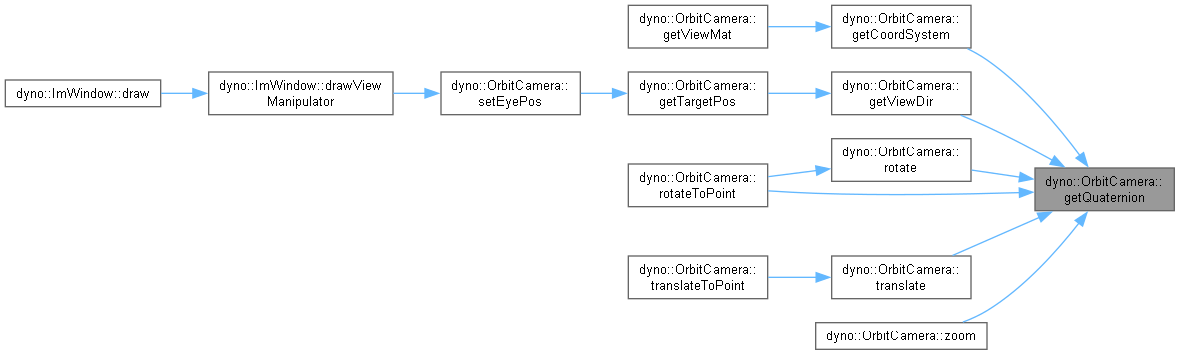 dyno::OrbitCamera::
getViewMat
dyno::OrbitCamera::
getCoordSystem
dyno::ImWindow::draw
dyno::ImWindow::drawView
Manipulator
dyno::OrbitCamera::
setEyePos
dyno::OrbitCamera::
getTargetPos
dyno::OrbitCamera::
getViewDir
dyno::OrbitCamera::
rotateToPoint
dyno::OrbitCamera::
rotate
dyno::OrbitCamera::
getQuaternion
dyno::OrbitCamera::
translateToPoint
dyno::OrbitCamera::
translate
dyno::OrbitCamera::zoom